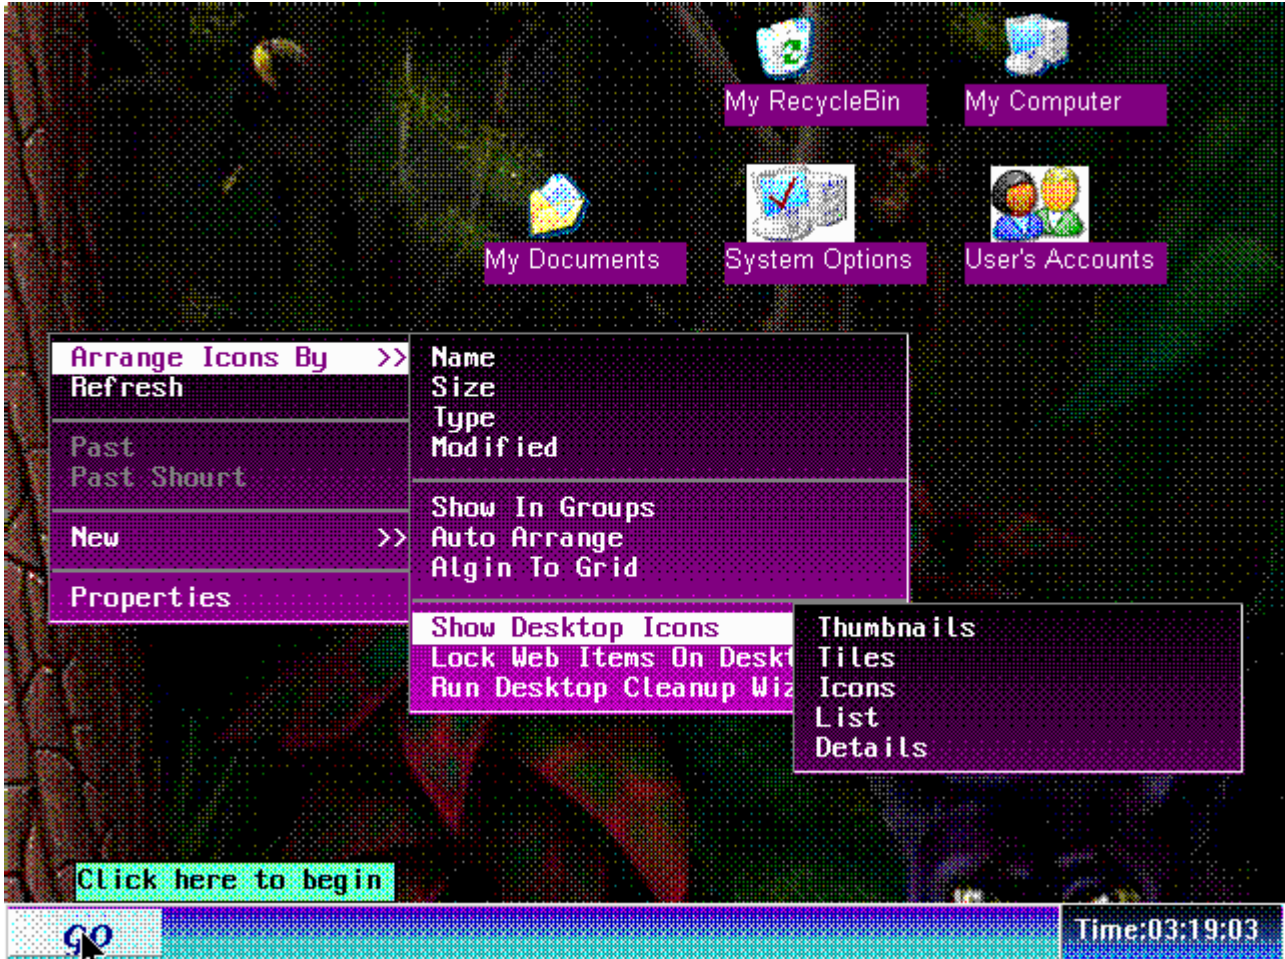 My RecycleBin
My Computer
My Documents
System Options
User's Accounts
Arrange Icons By >>
Refresh
Past
Past Shourt
New >>
Properties
Name
Size
Type
Modified
Show In Groups
Auto Arrange
Algin To Grid
Show Desktop Icons
Lock Web Items On Deskt
Run Desktop Cleanup Wiz
Thumbnails
Tiles
Icons
List
Details
Click here to begin
go
Time:03:19:03